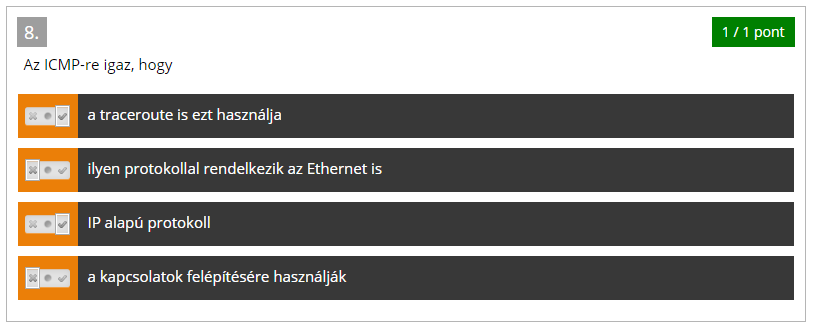 8.
1 / 1 pont
Az ICMP-re igaz, hogy
a traceroute is ezt használja
ilyen protokollal rendelkezik az Ethernet is
IP alapú protokoll
a kapcsolatok felépítésére használják